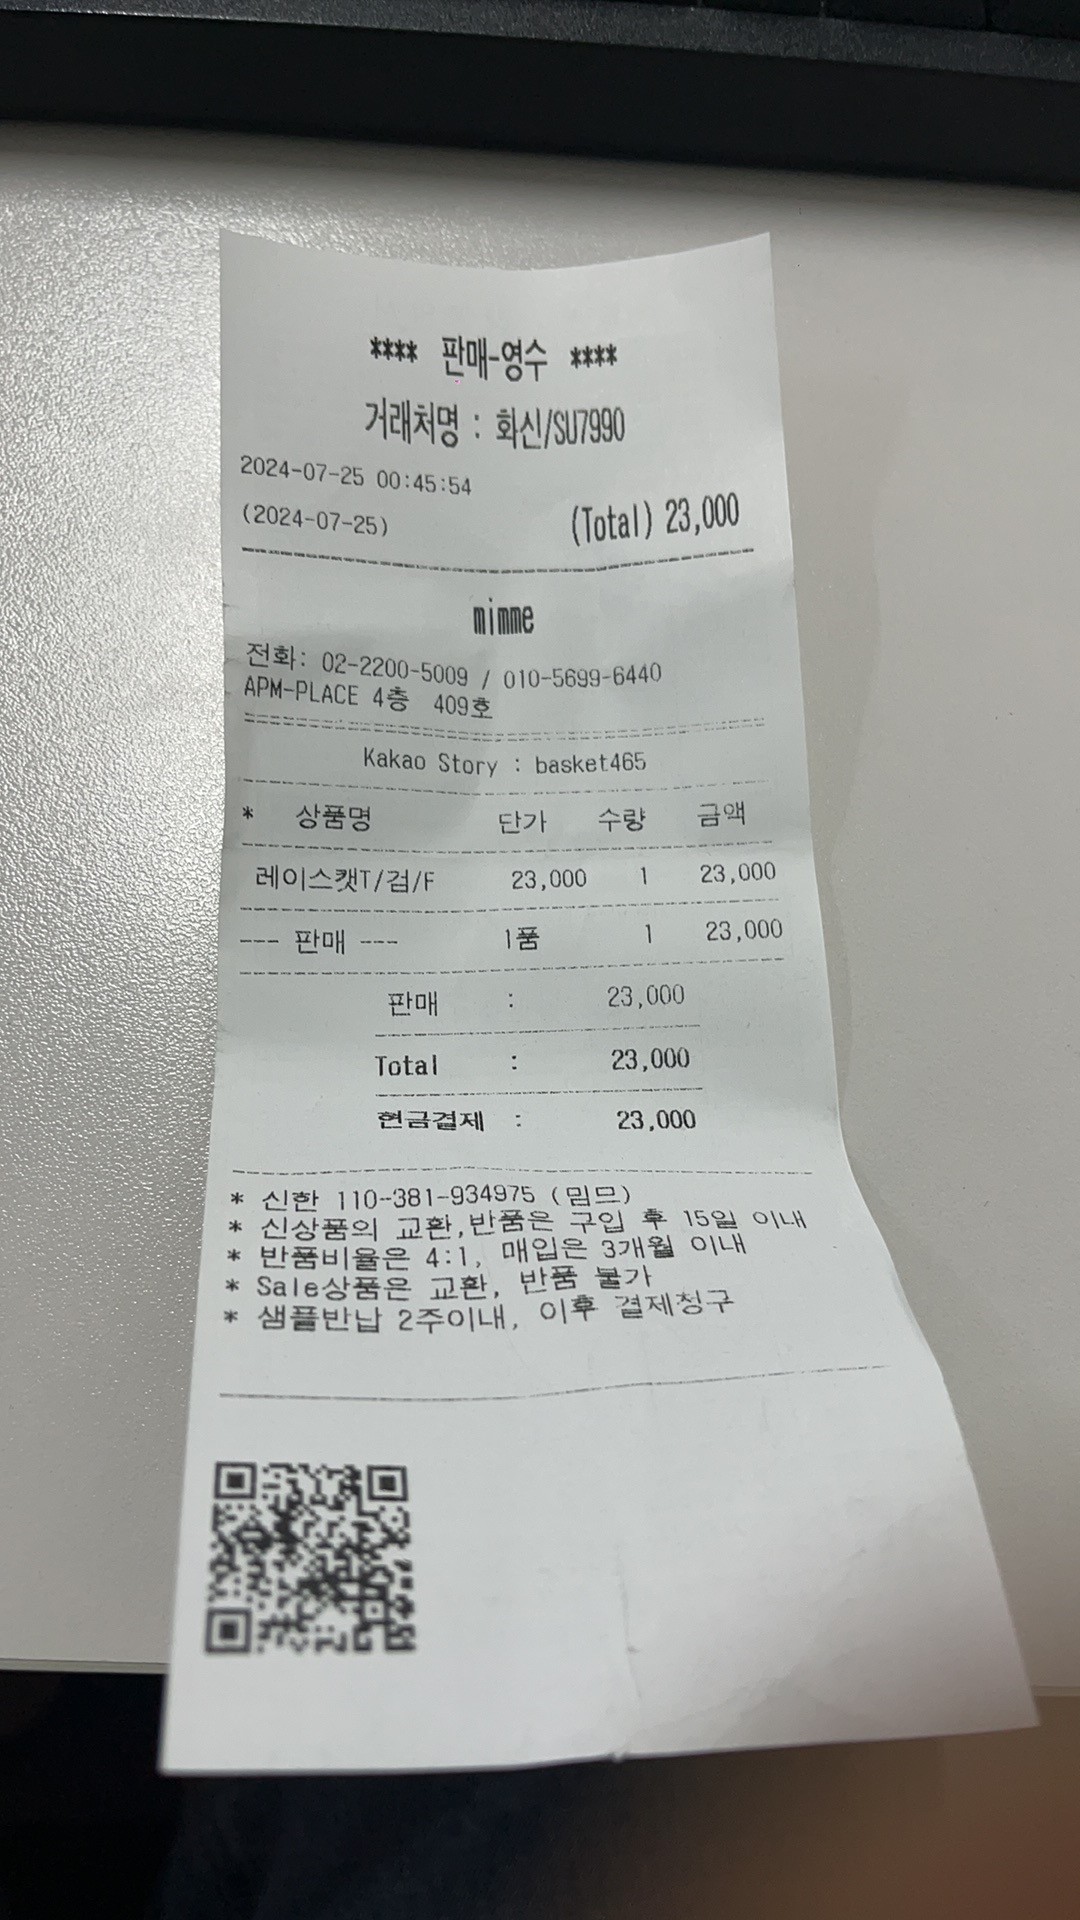 **** 판매-영수 ****
거래처명 : 화신/SU7990
2024-07-25 00:45:54
(2024-07-25) (Total) 23,000
mimme
전화: 02-2200-5009 / 010-5699-6440
APM-PLACE 4층 409호
Kakao Story : basket465
* 상품명 단가 수량 금액
레이스캣T/검/F 23,000 1 23,000
--- 판매 --- 1품 1 23,000
판매 : 23,000
Total : 23,000
현금결제 : 23,000
* 신한 110-381-934975 (밈므)
* 신상품의 교환,반품은 구입 후 15일 이내
* 반품비율은 4:1, 매입은 3개월 이내
* Sale상품은 교환, 반품 불가
* 샘플반납 2주이내, 이후 결제청구